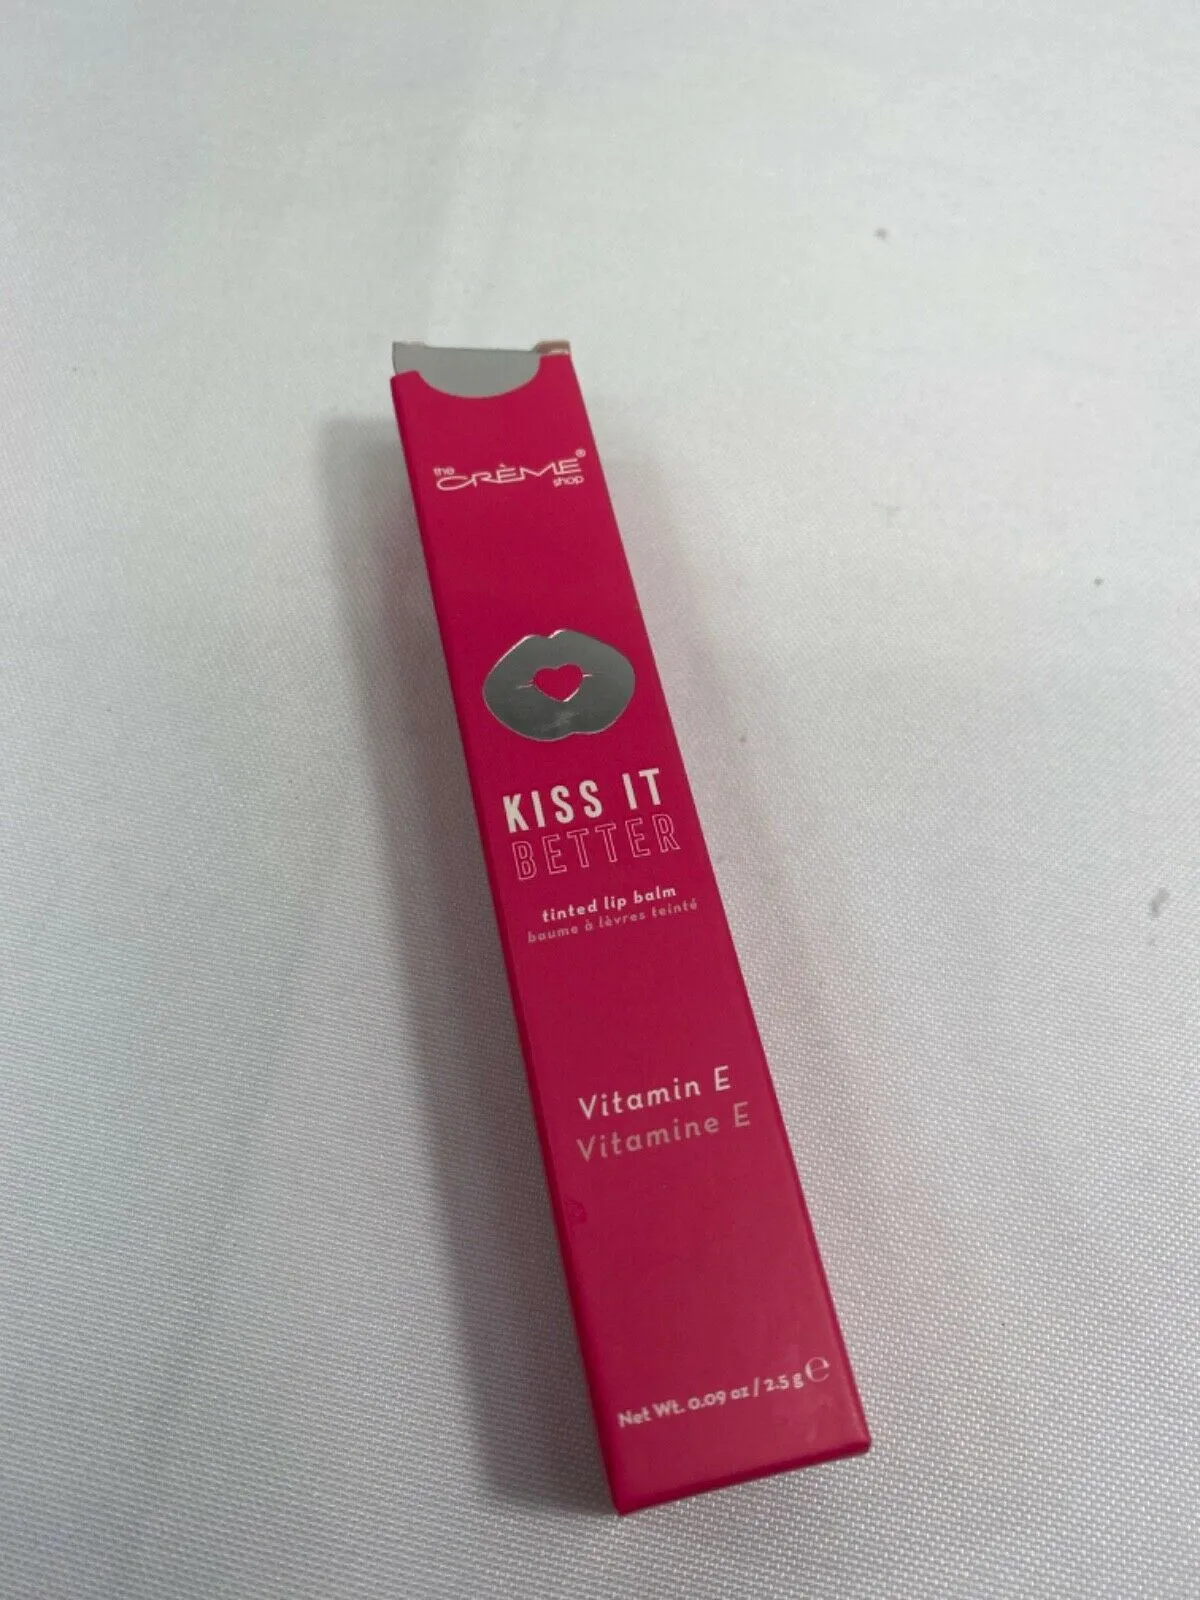 the
CRÈME®
shop
KISS IT
BETTER
tinted lip balm
baume à lèvres teinté
Vitamin E
Vitamine E
Net Wt. 0.09 oz / 2.5 g ℮